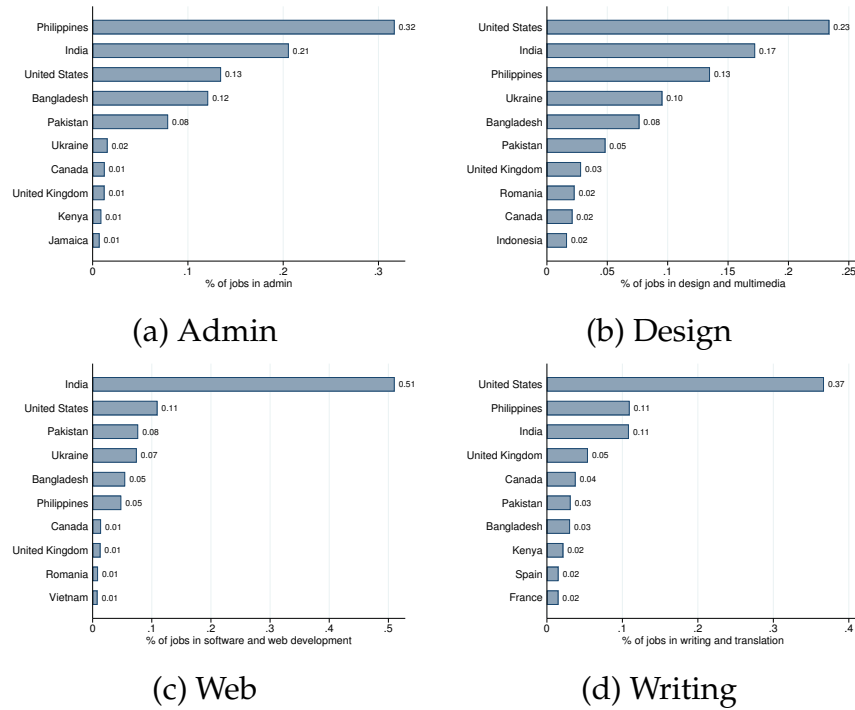 Philippines 0.32
India 0.21
United States 0.13
Bangladesh 0.12
Pakistan 0.08
Ukraine 0.02
Canada 0.01
United Kingdom 0.01
Kenya 0.01
Jamaica 0.01
0 .1 .2 .3
% of jobs in admin
(a) Admin
United States 0.23
India 0.17
Philippines 0.13
Ukraine 0.10
Bangladesh 0.08
Pakistan 0.05
United Kingdom 0.03
Romania 0.02
Canada 0.02
Indonesia 0.02
0 .05 .1 .15 .2 .25
% of jobs in design and multimedia
(b) Design
India 0.51
United States 0.11
Pakistan 0.08
Ukraine 0.07
Bangladesh 0.05
Philippines 0.05
Canada 0.01
United Kingdom 0.01
Romania 0.01
Vietnam 0.01
0 .1 .2 .3 .4 .5
% of jobs in software and web development
(c) Web
United States 0.37
Philippines 0.11
India 0.11
United Kingdom 0.05
Canada 0.04
Pakistan 0.03
Bangladesh 0.03
Kenya 0.02
Spain 0.02
France 0.02
0 .1 .2 .3 .4
% of jobs in writing and translation
(d) Writing